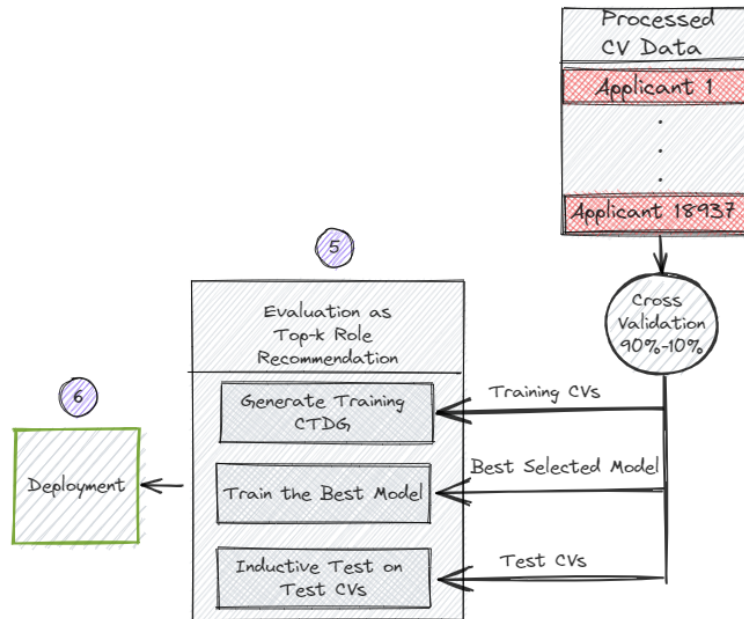 Processed
CV Data
Applicant 1
.
.
.
Applicant 18937
5
Cross
Validation
90%-10%
Evaluation as
Top-k Role
Recommendation
6
Generate Training
CTDG
Training CVs
Deployment
Train the Best Model
Best Selected Model
Inductive Test on
Test CVs
Test CVs